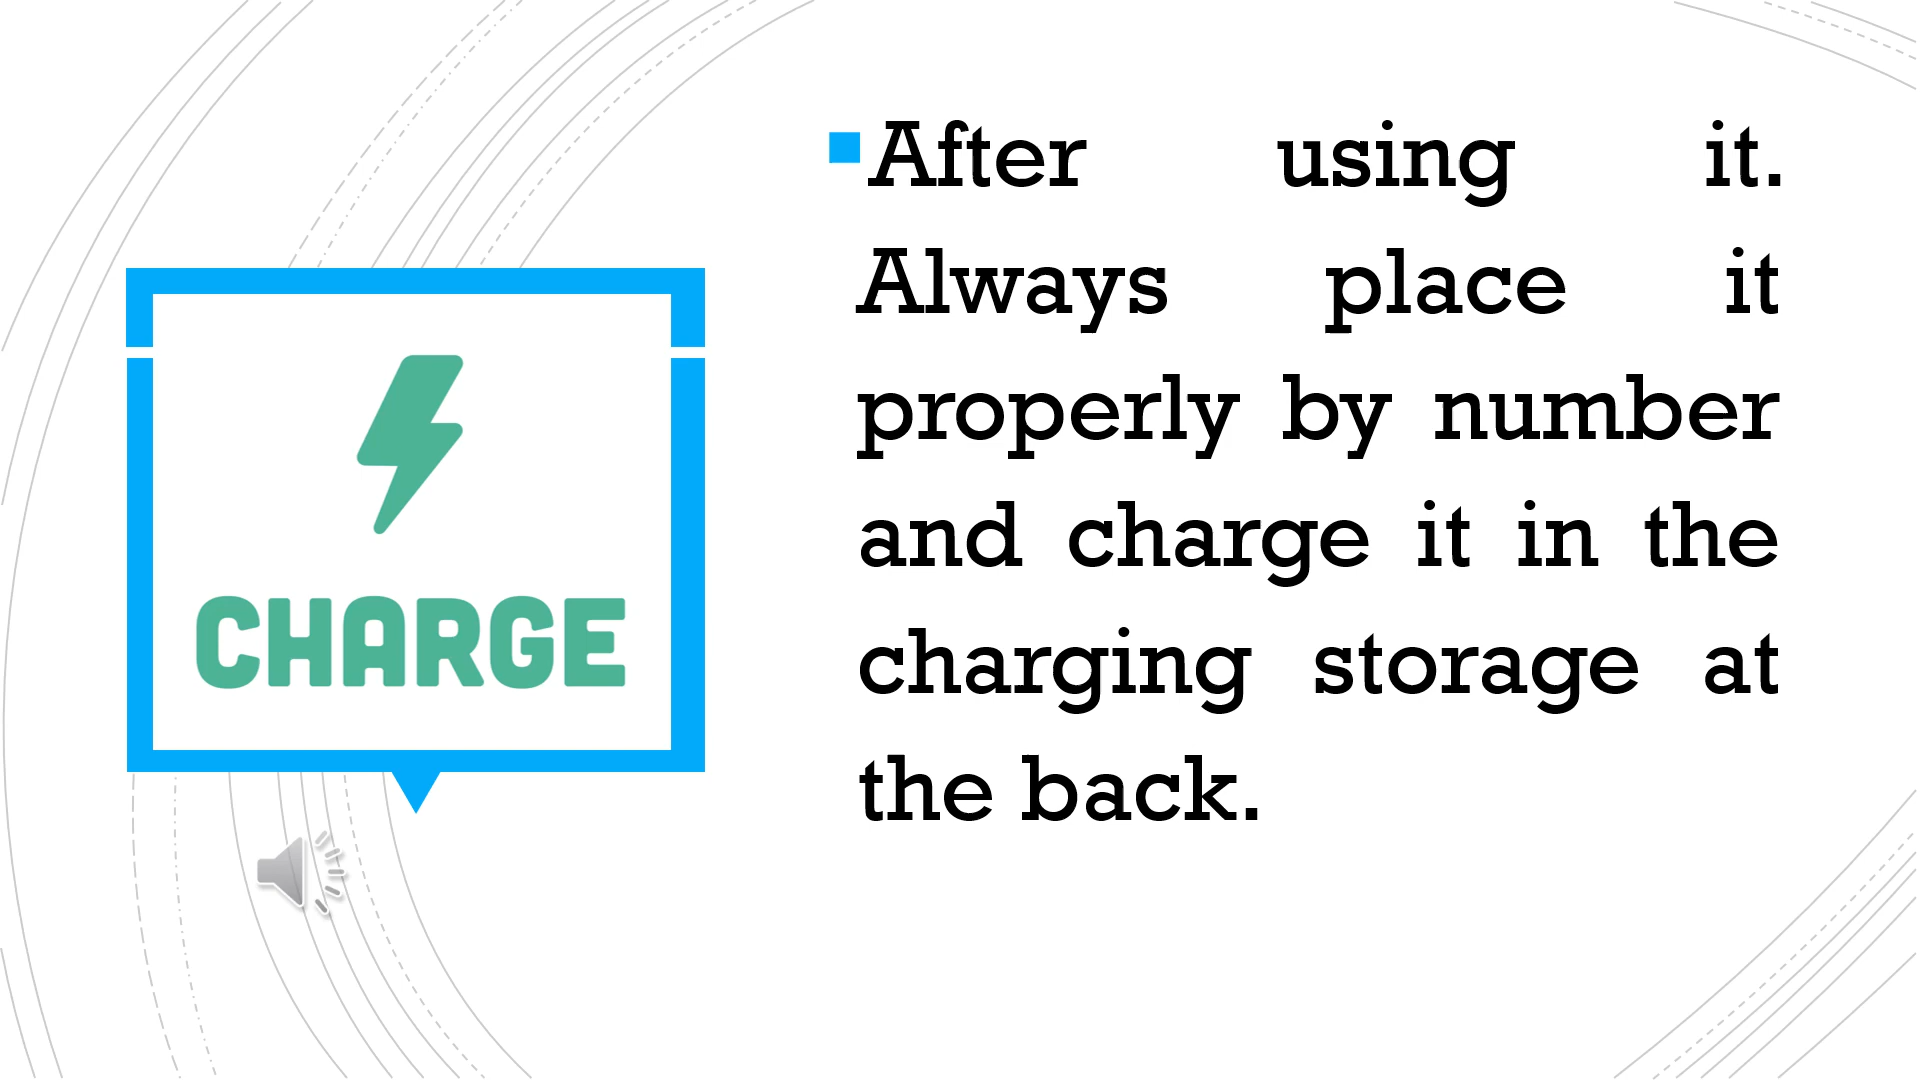 CHARGE
▪After using it.
Always place it
properly by number
and charge it in the
charging storage at
the back.